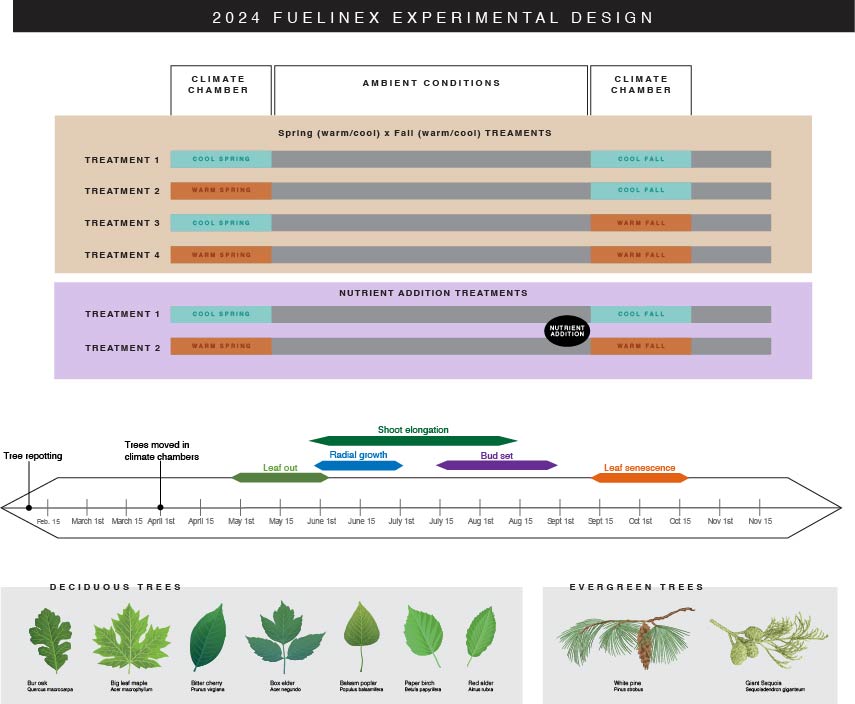 2024 FUELINEX EXPERIMENTAL DESIGN
CLIMATE
CHAMBER
AMBIENT CONDITIONS
CLIMATE
CHAMBER
Spring (warm/cool) x Fall (warm/cool) TREAMENTS
TREATMENT 1
COOL SPRING
COOL FALL
TREATMENT 2
WARM SPRING
COOL FALL
TREATMENT 3
COOL SPRING
WARM FALL
TREATMENT 4
WARM SPRING
WARM FALL
NUTRIENT ADDITION TREATMENTS
TREATMENT 1
COOL SPRING
COOL FALL
NUTRIENT
ADDITION
TREATMENT 2
WARM SPRING
WARM FALL
Shoot elongation
Trees moved in
climate chambers
Tree repotting
Radial growth
Bud set
Leaf out
Leaf senescence
Feb. 15
March 1st
March 15
April 1st
April 15
May 1st
May 15
June 1st
June 15
July 1st
July 15
Aug 1st
Aug 15
Sept 1st
Sept 15
Oct 1st
Oct 15
Nov 1st
Nov 15
DECIDUOUS TREES
EVERGREEN TREES
Bur oak
Quercus macrocarpa
Big leaf maple
Acer macrophyllum
Bitter cherry
Prunus virgiana
Box elder
Acer negundo
Balsam poplar
Populus balsamifera
Paper birch
Betula papyrifera
Red alder
Alnus rubra
White pine
Pinus strobus
Giant Sequoia
Sequoiadendron giganteum